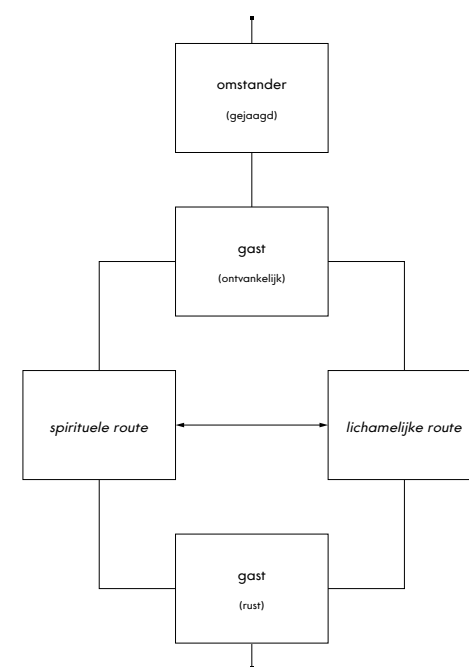 omstander
(gejaagd)
gast
(ontvankelijk)
spirituele route
lichamelijke route
gast
(rust)